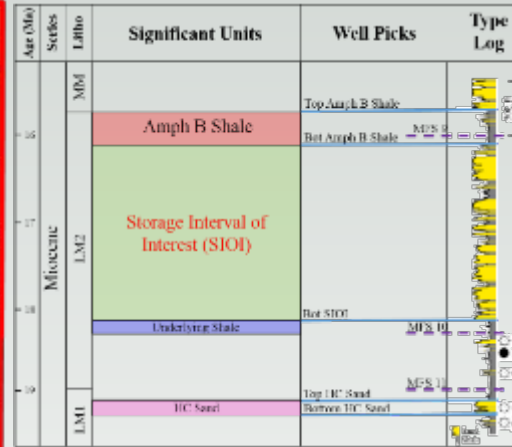 Age (Ma)
Series
Litho
Significant Units
Well Picks
Type
Log
MM
Top Amph B Shale
Amph B Shale
MFS 9
16
Bot Amph B Shale
17
Storage Interval of
Interest (SIOI)
Miocene
LM2
18
Bot SIOI
Underlying Shale
MFS 10
MFS 11
19
Top HC Sand
HC Sand
Bottom HC Sand
LM1